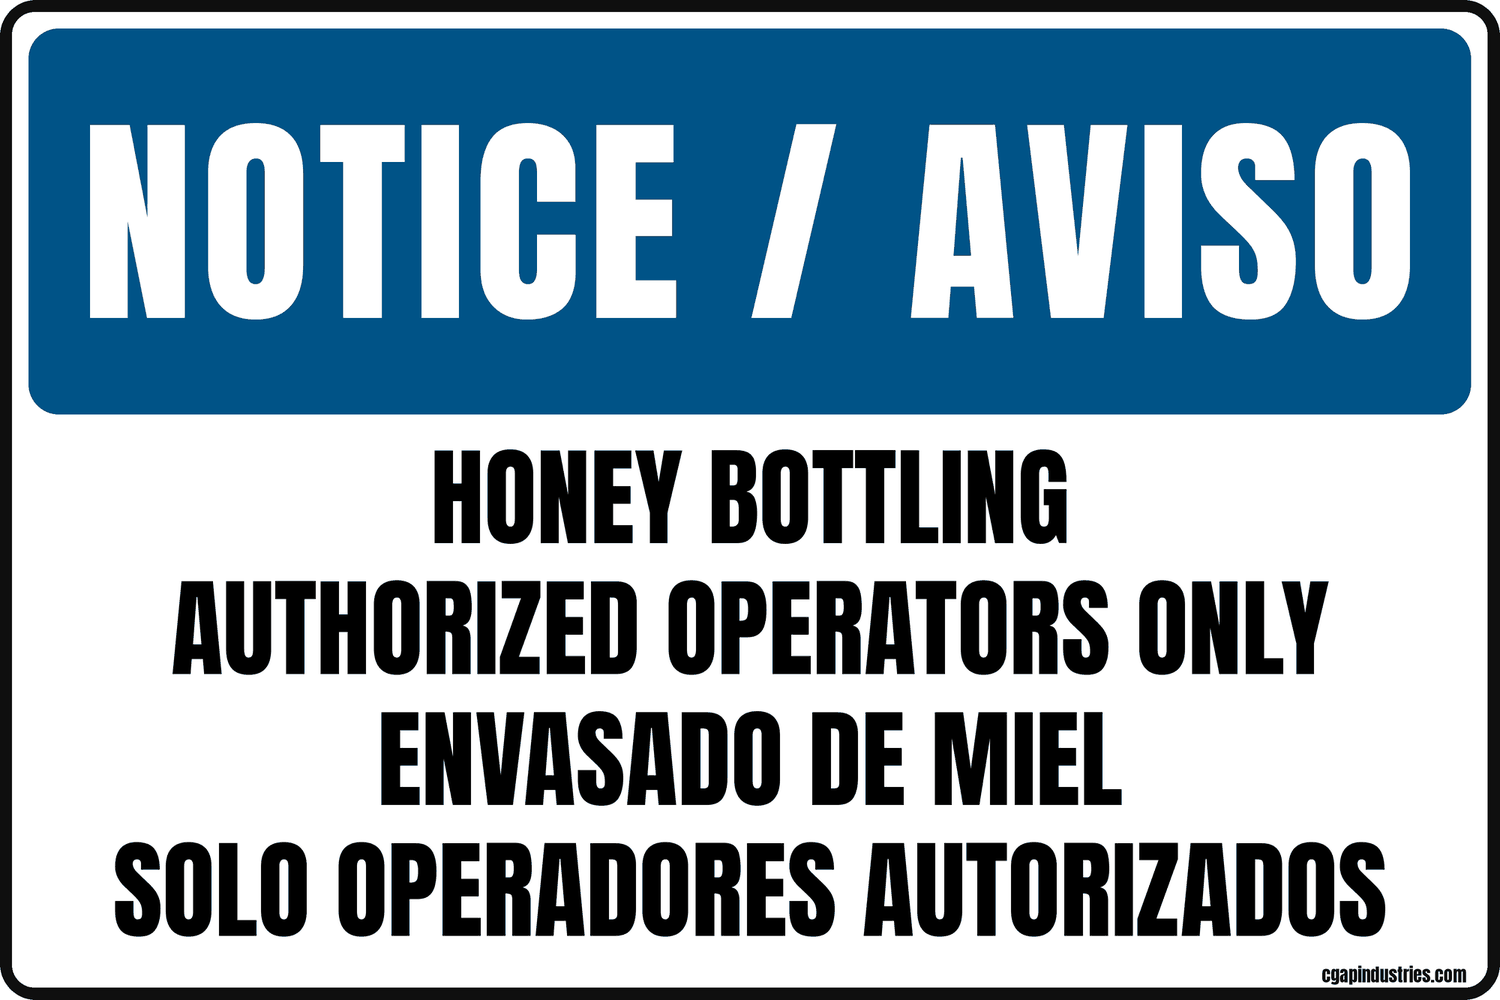 NOTICE / AVISO
HONEY BOTTLING
AUTHORIZED OPERATORS ONLY
ENVASADO DE MIEL
SOLO OPERADORES AUTORIZADOS
cgapindustries.com